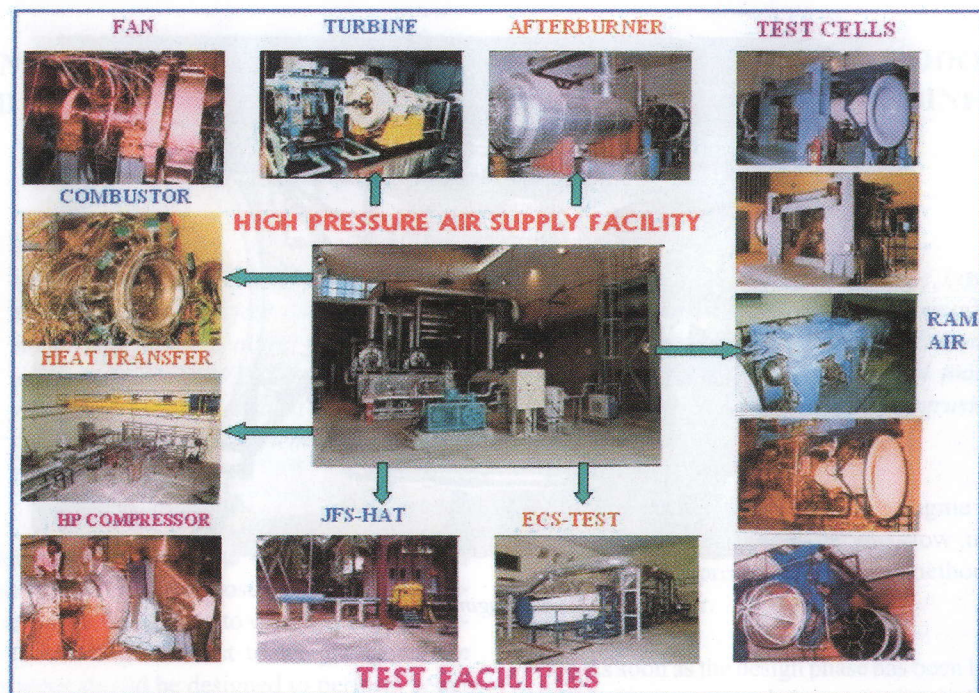 FAN
TURBINE
AFTERBURNER
TEST CELLS
COMBUSTOR
HIGH PRESSURE AIR SUPPLY FACILITY
RAM
AIR
HEAT TRANSFER
HP COMPRESSOR
JFS-HAT
ECS-TEST
TEST FACILITIES